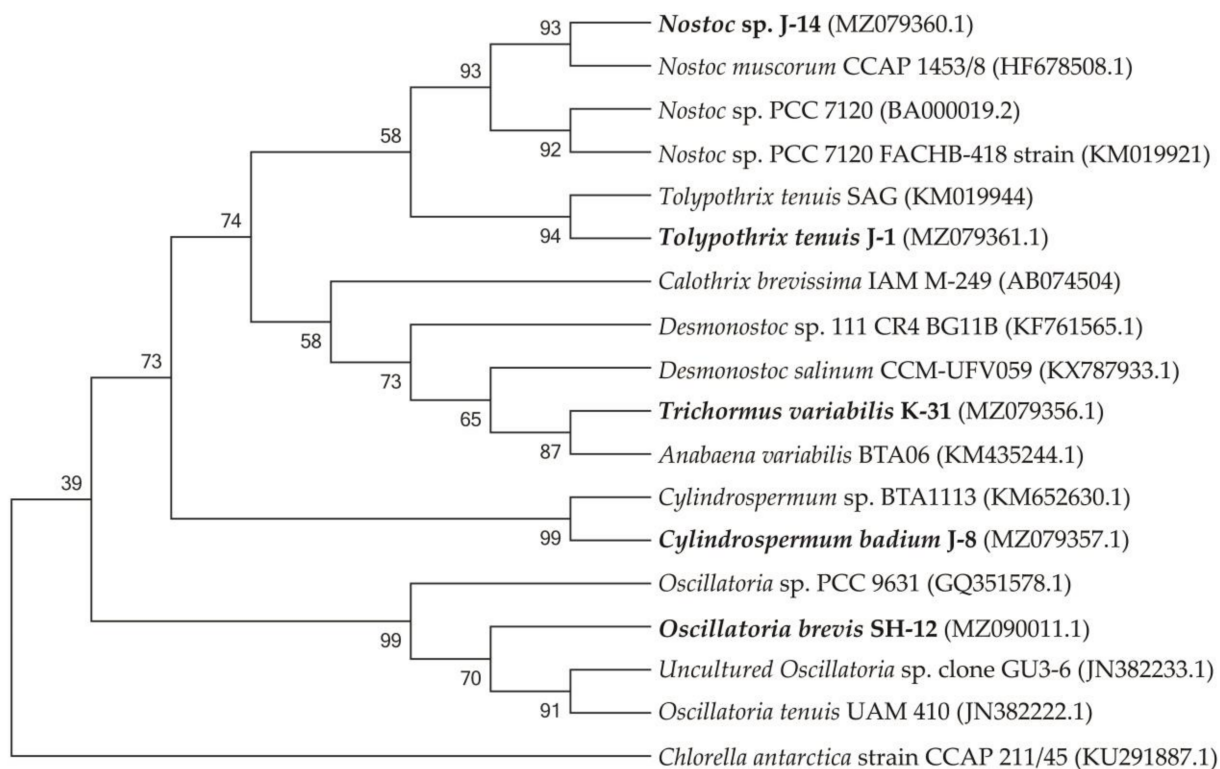 93 Nostoc sp. J-14 (MZ079360.1)
Nostoc muscorum CCAP 1453/8 (HF678508.1)
93
Nostoc sp. PCC 7120 (BA000019.2)
58
92 Nostoc sp. PCC 7120 FACHB-418 strain (KM019921)
Tolypothrix tenuis SAG (KM019944)
74
94 Tolypothrix tenuis J-1 (MZ079361.1)
Calothrix brevissima IAM M-249 (AB074504)
Desmonostoc sp. 111 CR4 BG11B (KF761565.1)
58
73
73
Desmonostoc salinum CCM-UFV059 (KX787933.1)
65
Trichormus variabilis K-31 (MZ079356.1)
87 Anabaena variabilis BTA06 (KM435244.1)
39
Cylindrospermum sp. BTA1113 (KM652630.1)
99 Cylindrospermum badium J-8 (MZ079357.1)
Oscillatoria sp. PCC 9631 (GQ351578.1)
99
Oscillatoria brevis SH-12 (MZ090011.1)
70
Uncultured Oscillatoria sp. clone GU3-6 (JN382233.1)
91 Oscillatoria tenuis UAM 410 (JN382222.1)
Chlorella antarctica strain CCAP 211/45 (KU291887.1)